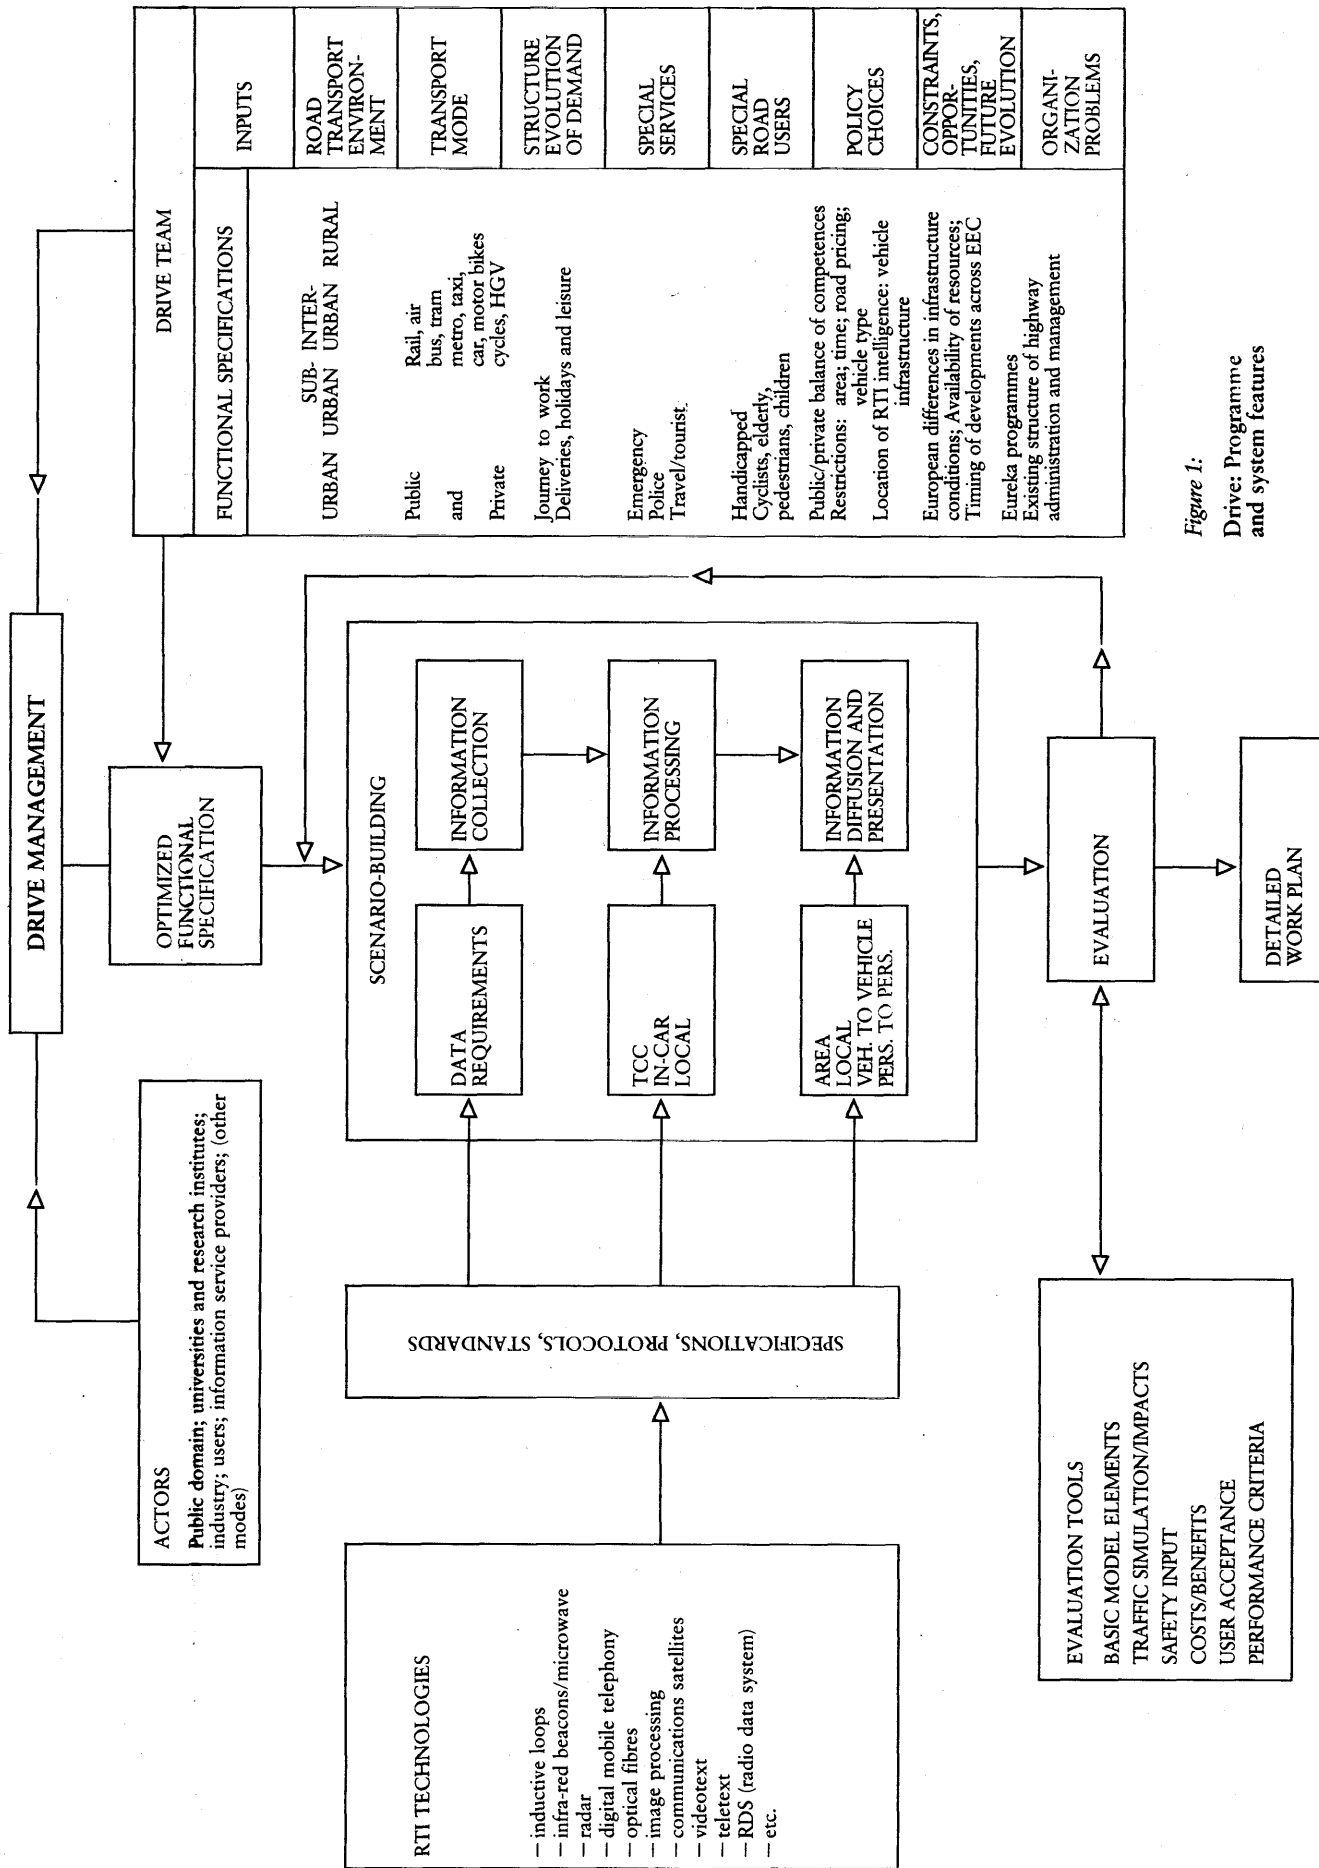 DRIVE MANAGEMENT
ACTORS
Public domain; universities and research institutes;
industry; users; information service providers; (other
modes)
OPTIMIZED
FUNCTIONAL
SPECIFICATION
DRIVE TEAM
FUNCTIONAL SPECIFICATIONS
INPUTS
SUB- INTER-
URBAN URBAN URBAN RURAL
ROAD
TRANSPORT
ENVIRON-
MENT
Public Rail, air
bus, tram
and metro, taxi,
car, motor bikes
Private cycles, HGV
TRANSPORT
MODE
Journey to work
Deliveries, holidays and leisure
STRUCTURE
EVOLUTION
OF DEMAND
Emergency
Police
Travel/tourist
SPECIAL
SERVICES
Handicapped
Cyclists, elderly,
pedestrians, children
SPECIAL
ROAD
USERS
Public/private balance of competences
Restrictions: area; time; road pricing;
vehicle type
Location of RTI intelligence: vehicle
infrastructure
POLICY
CHOICES
European differences in infrastructure
conditions; Availability of resources;
Timing of developments across EEC
CONSTRAINTS,
OPPOR-
TUNITIES,
FUTURE
EVOLUTION
Eureka programmes
Existing structure of highway
administration and management
ORGANI-
ZATION
PROBLEMS
RTI TECHNOLOGIES
– inductive loops
– infra-red beacons/microwave
– radar
– digital mobile telephony
– optical fibres
– image processing
– communications satellites
– videotext
– teletext
– RDS (radio data system)
– etc.
SPECIFICATIONS, PROTOCOLS, STANDARDS
SCENARIO-BUILDING
DATA
REQUIREMENTS
INFORMATION
COLLECTION
TCC
IN-CAR
LOCAL
INFORMATION
PROCESSING
AREA
LOCAL
VEH. TO VEHICLE
PERS. TO PERS.
INFORMATION
DIFFUSION AND
PRESENTATION
EVALUATION TOOLS
BASIC MODEL ELEMENTS
TRAFFIC SIMULATION/IMPACTS
SAFETY INPUT
COSTS/BENEFITS
USER ACCEPTANCE
PERFORMANCE CRITERIA
EVALUATION
DETAILED
WORK PLAN
Figure 1:
Drive: Programme
and system features